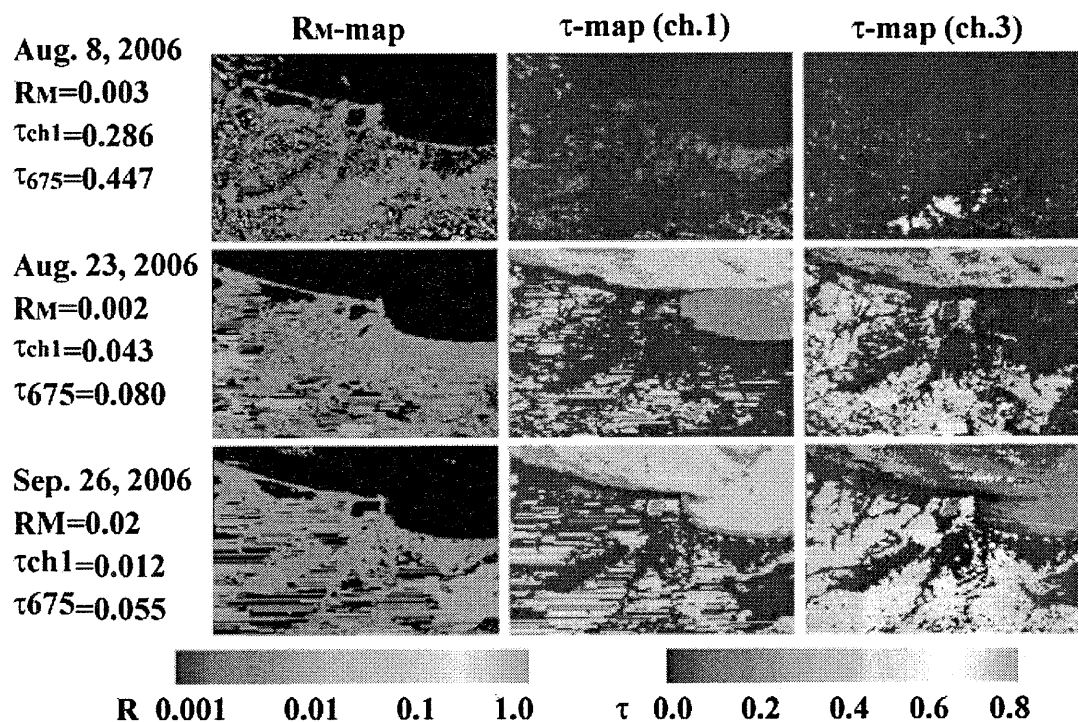 RM-map τ-map (ch.1) τ-map (ch.3)
Aug. 8, 2006
RM=0.003
τch1=0.286
τ675=0.447
Aug. 23, 2006
RM=0.002
τch1=0.043
τ675=0.080
Sep. 26, 2006
RM=0.02
τch1=0.012
τ675=0.055
R 0.001 0.01 0.1 1.0 τ 0.0 0.2 0.4 0.6 0.8